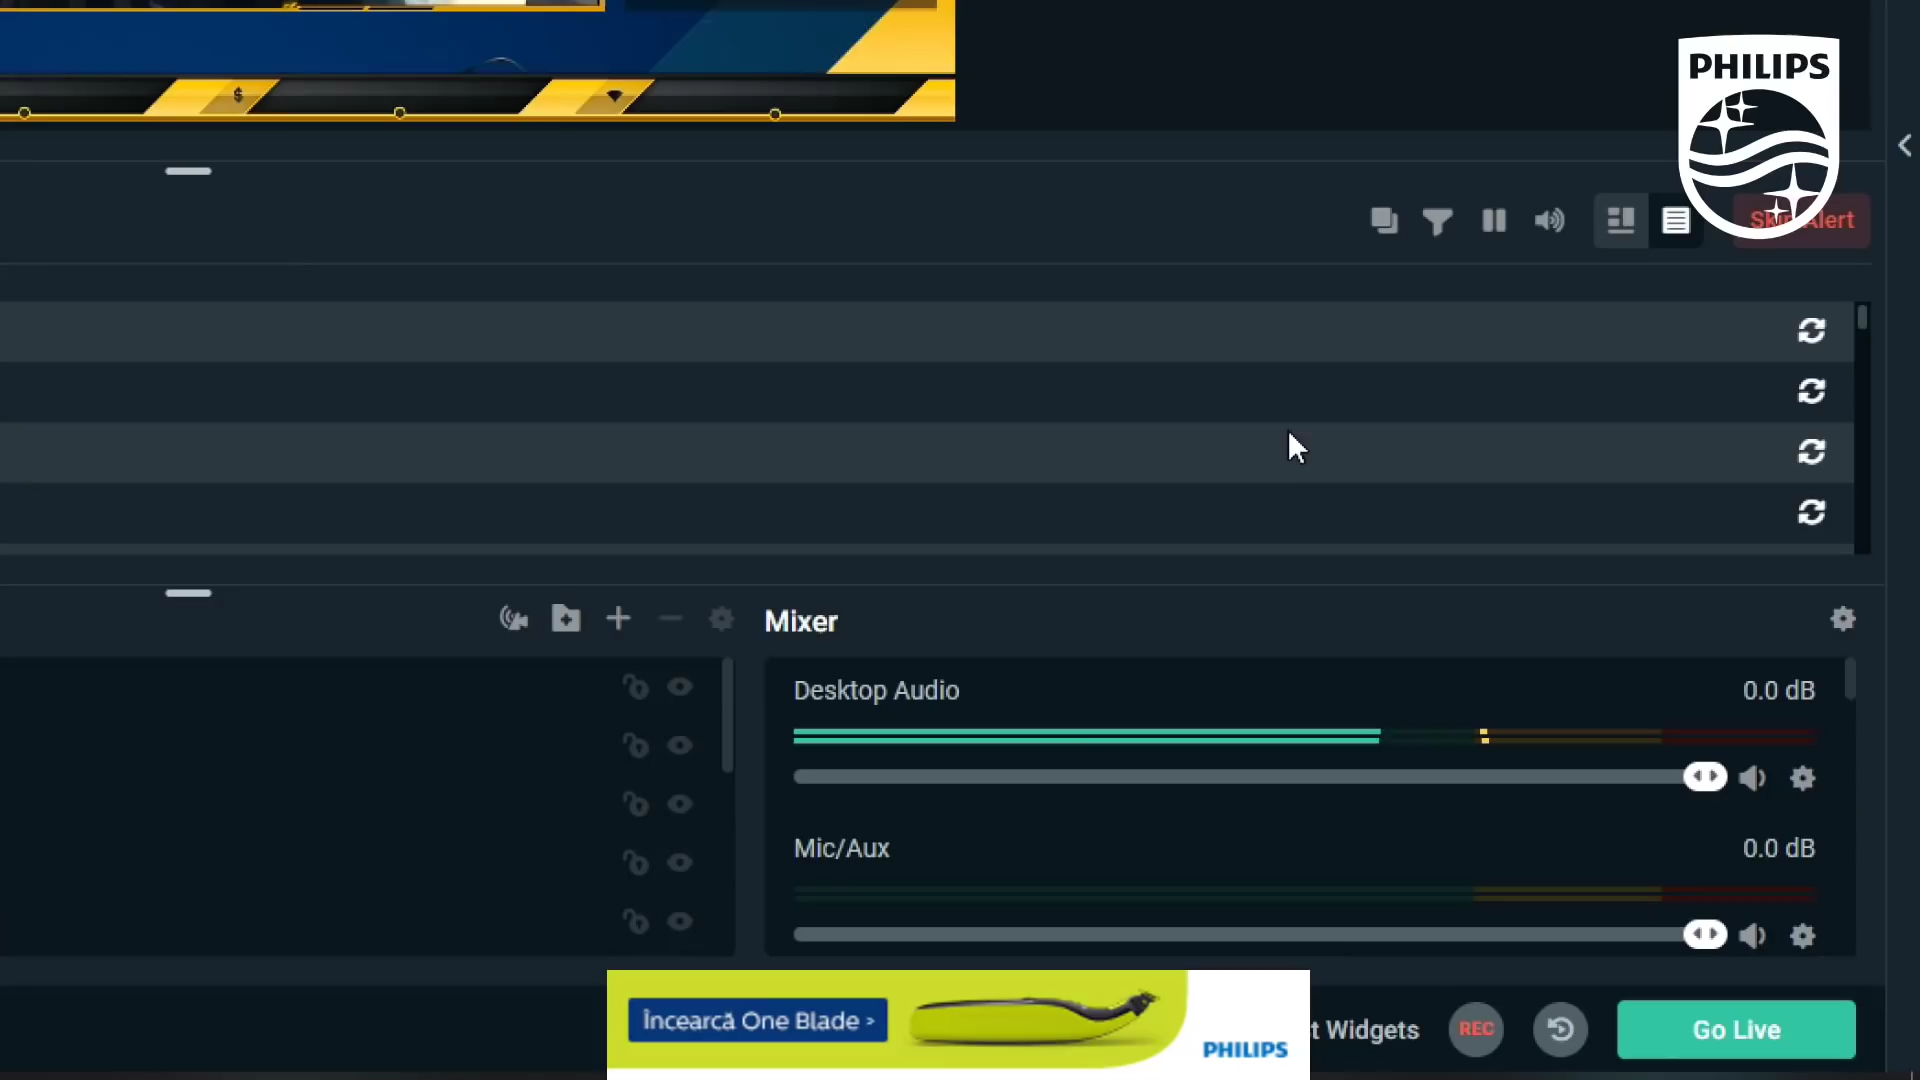 PHILIPS
Mixer
Desktop Audio 0.0 dB
Mic/Aux 0.0 dB
Încearcă One Blade >
PHILIPS
Widgets
REC
Go Live